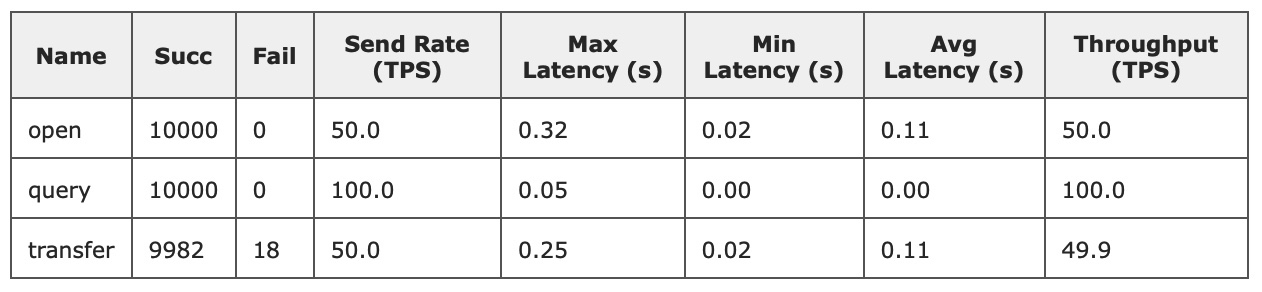 Name Succ Fail Send Rate (TPS) Max Latency (s) Min Latency (s) Avg Latency (s) Throughput (TPS)
open 10000 0 50.0 0.32 0.02 0.11 50.0
query 10000 0 100.0 0.05 0.00 0.00 100.0
transfer 9982 18 50.0 0.25 0.02 0.11 49.9